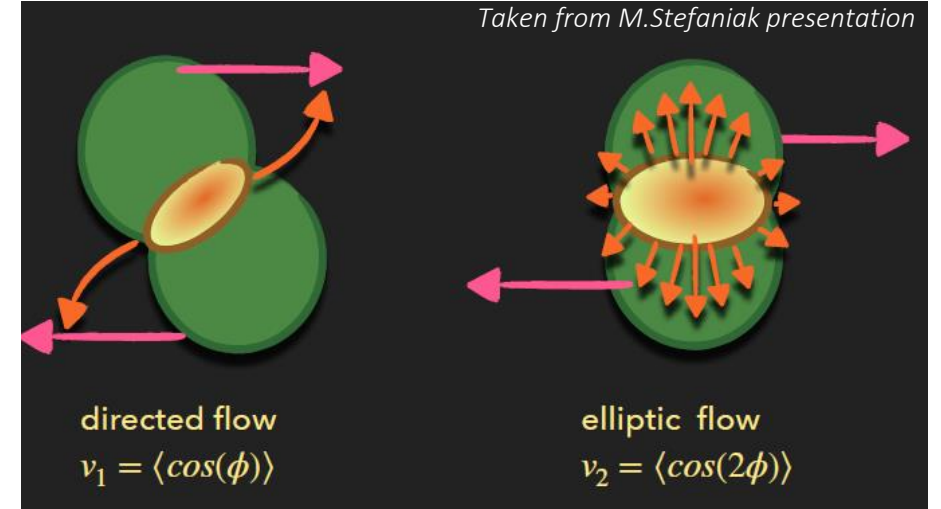 Taken from M.Stefaniak presentation
directed flow
v₁ = ⟨cos(ϕ)⟩
elliptic flow
v₂ = ⟨cos(2ϕ)⟩